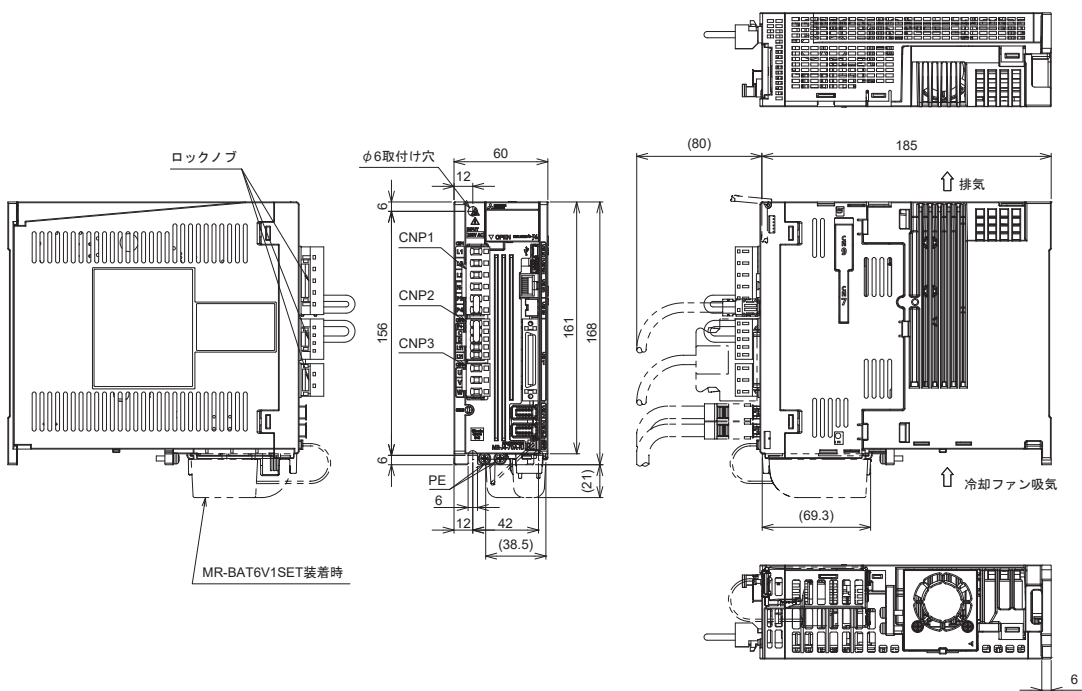 (80)
185
排気
ロックノブ
φ6取付け穴
60
12
6
CNP1
CNP2
CNP3
OPEN
156
161
168
6
PE
6
12
42
(38.5)
(21)
(69.3)
冷却ファン吸気
MR-BAT6V1SET装着時
6